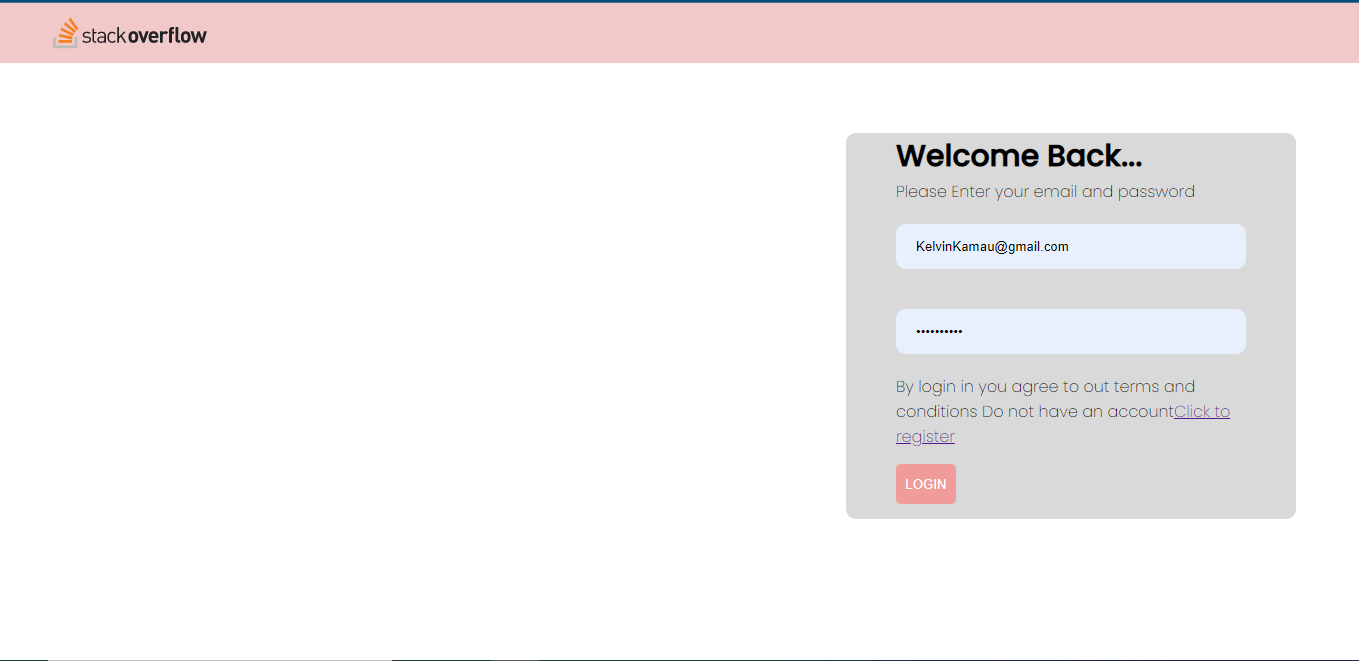 stackoverflow
Welcome Back...
Please Enter your email and password
KelvinKamau@gmail.com
••••••••••
By login in you agree to out terms and
conditions Do not have an accountClick to
register
LOGIN